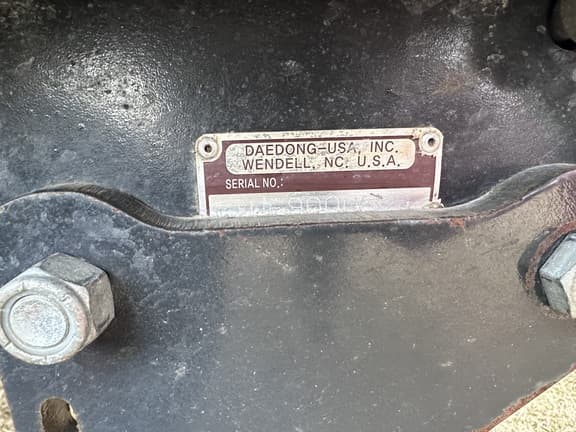 DAEDONG-USA, INC.
WENDELL, NC. U.S.A.
SERIAL NO.: